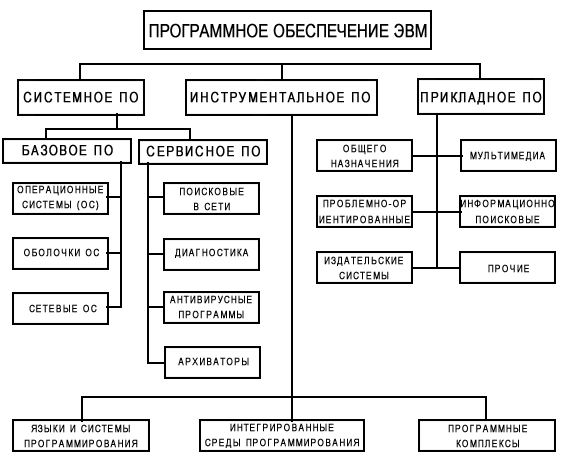 ПРОГРАММНОЕ ОБЕСПЕЧЕНИЕ ЭВМ
СИСТЕМНОЕ ПО
ИНСТРУМЕНТАЛЬНОЕ ПО
ПРИКЛАДНОЕ ПО
БАЗОВОЕ ПО
СЕРВИСНОЕ ПО
ОПЕРАЦИОННЫЕ
СИСТЕМЫ (ОС)
ОБОЛОЧКИ ОС
СЕТЕВЫЕ ОС
ПОИСКОВЫЕ
В СЕТИ
ДИАГНОСТИКА
АНТИВИРУСНЫЕ
ПРОГРАММЫ
АРХИВАТОРЫ
ОБЩЕГО
НАЗНАЧЕНИЯ
ПРОБЛЕМНО-ОР
ИЕНТИРОВАННЫЕ
ИЗДАТЕЛЬСКИЕ
СИСТЕМЫ
МУЛЬТИМЕДИА
ИНФОРМАЦИОННО
ПОИСКОВЫЕ
ПРОЧИЕ
ЯЗЫКИ И СИСТЕМЫ
ПРОГРАММИРОВАНИЯ
ИНТЕГРИРОВАННЫЕ
СРЕДЫ ПРОГРАММИРОВАНИЯ
ПРОГРАММНЫЕ
КОМПЛЕКСЫ